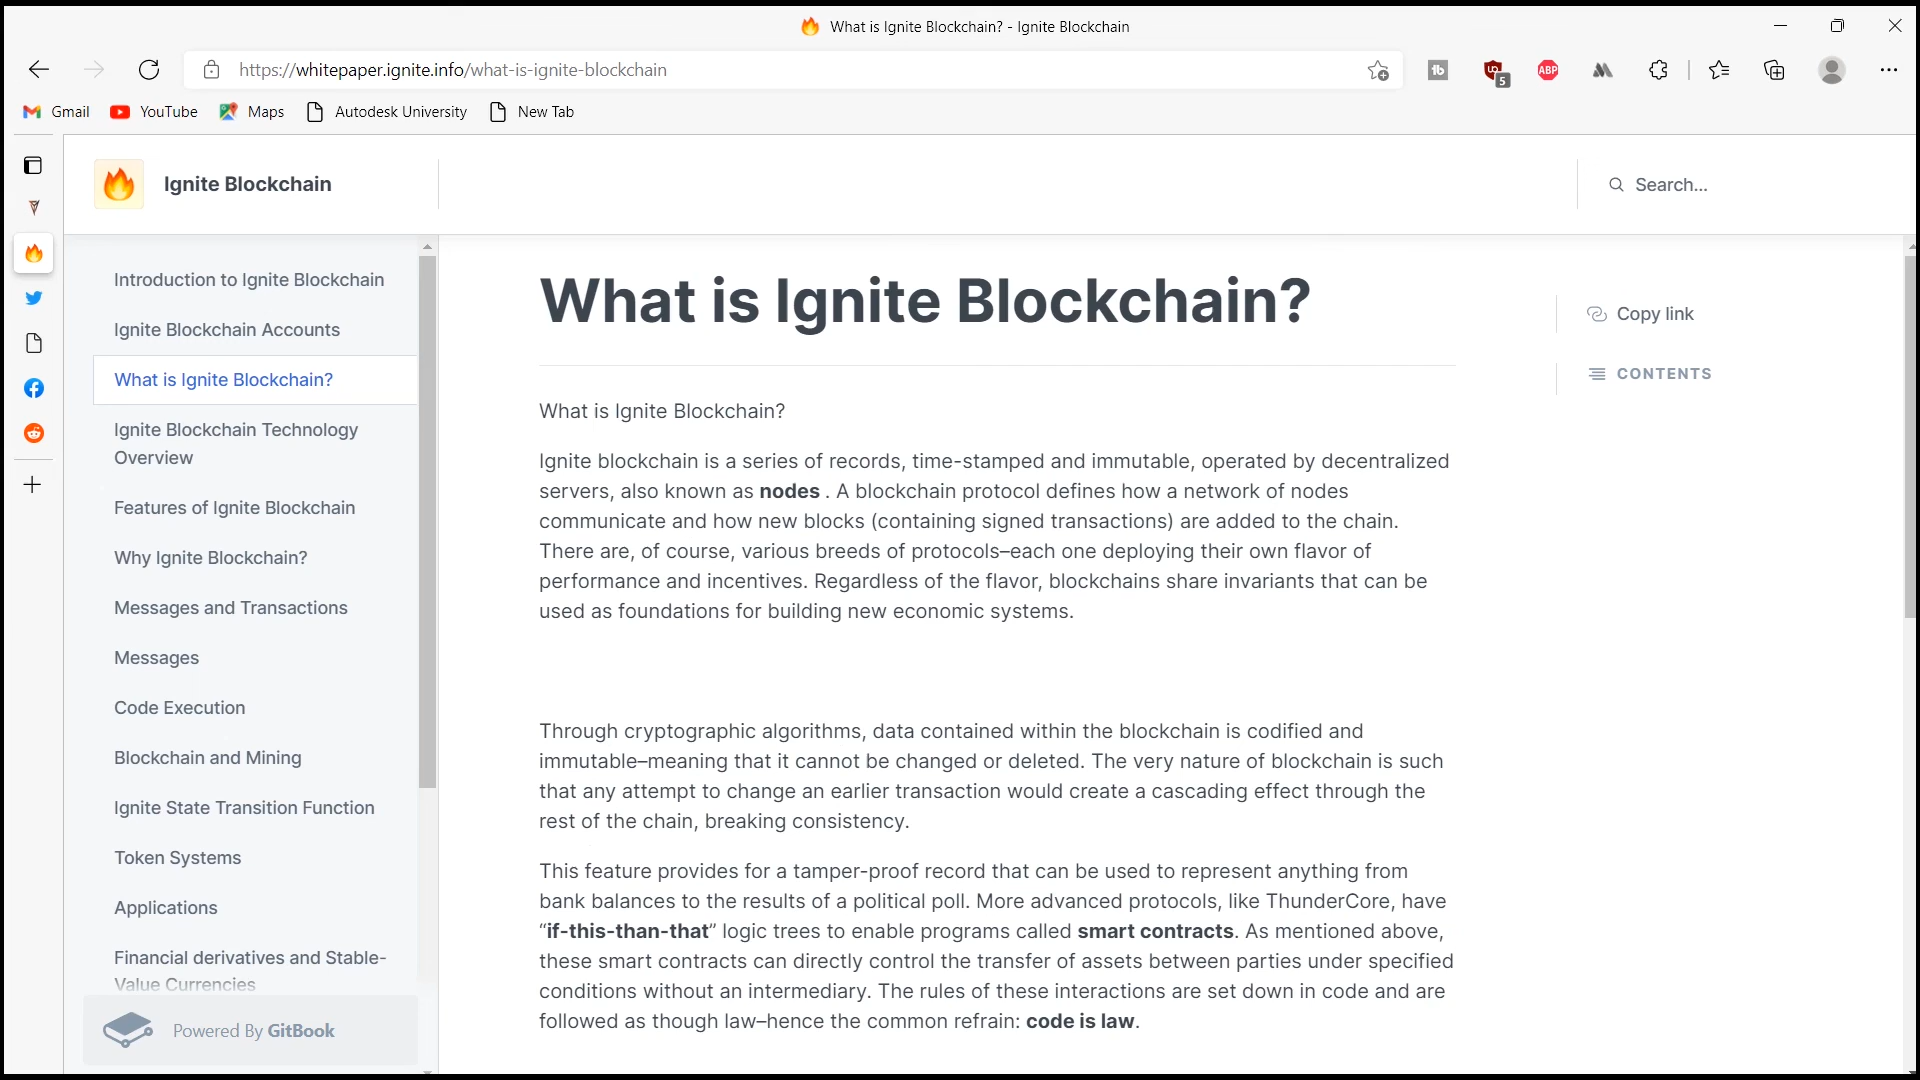 What is Ignite Blockchain? - Ignite Blockchain
https://whitepaper.ignite.info/what-is-ignite-blockchain
tb
5
ABP
Gmail
YouTube
Maps
Autodesk University
New Tab
Ignite Blockchain
Search...
Introduction to Ignite Blockchain
Ignite Blockchain Accounts
What is Ignite Blockchain?
Ignite Blockchain Technology
Overview
Features of Ignite Blockchain
Why Ignite Blockchain?
Messages and Transactions
Messages
Code Execution
Blockchain and Mining
Ignite State Transition Function
Token Systems
Applications
Financial derivatives and Stable-
Value Currencies
Powered By GitBook
What is Ignite Blockchain?
Copy link
CONTENTS
What is Ignite Blockchain?
Ignite blockchain is a series of records, time-stamped and immutable, operated by decentralized
servers, also known as nodes . A blockchain protocol defines how a network of nodes
communicate and how new blocks (containing signed transactions) are added to the chain.
There are, of course, various breeds of protocols–each one deploying their own flavor of
performance and incentives. Regardless of the flavor, blockchains share invariants that can be
used as foundations for building new economic systems.
Through cryptographic algorithms, data contained within the blockchain is codified and
immutable–meaning that it cannot be changed or deleted. The very nature of blockchain is such
that any attempt to change an earlier transaction would create a cascading effect through the
rest of the chain, breaking consistency.
This feature provides for a tamper-proof record that can be used to represent anything from
bank balances to the results of a political poll. More advanced protocols, like ThunderCore, have
“if-this-than-that” logic trees to enable programs called smart contracts. As mentioned above,
these smart contracts can directly control the transfer of assets between parties under specified
conditions without an intermediary. The rules of these interactions are set down in code and are
followed as though law–hence the common refrain: code is law.